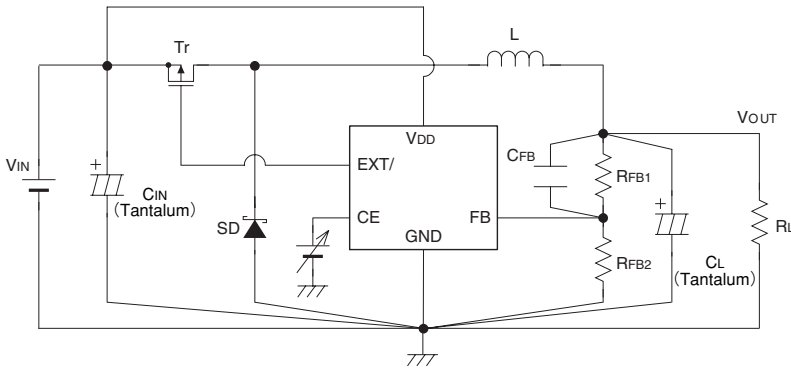 Tr
L
VDD
VOUT
CFB
EXT/
RFB1
VIN
+
CIN
(Tantalum)
+
CE
FB
SD
RL
GND
RFB2
CL
(Tantalum)